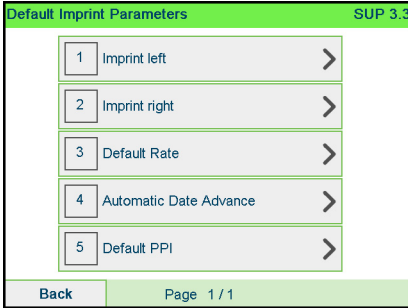 Default Imprint Parameters SUP 3.3
1 Imprint left
2 Imprint right
3 Default Rate
4 Automatic Date Advance
5 Default PPI
Back Page 1 / 1